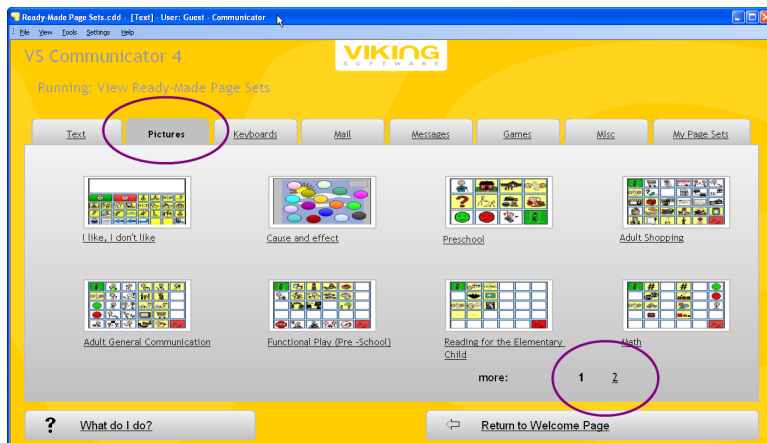 Ready-Made Page Sets.cdd - [Text] - User: Guest - Communicator
File View Tools Settings Help
VS Communicator 4
VIKING
SOFTWARE
Running: View Ready-Made Page Sets
Text Pictures Keyboards Mail Messages Games Misc My Page Sets
I like, I don't like Cause and effect Preschool Adult Shopping
Adult General Communication Functional Play (Pre -School) Reading for the Elementary Child Math
more: 1 2
? What do I do? Return to Welcome Page